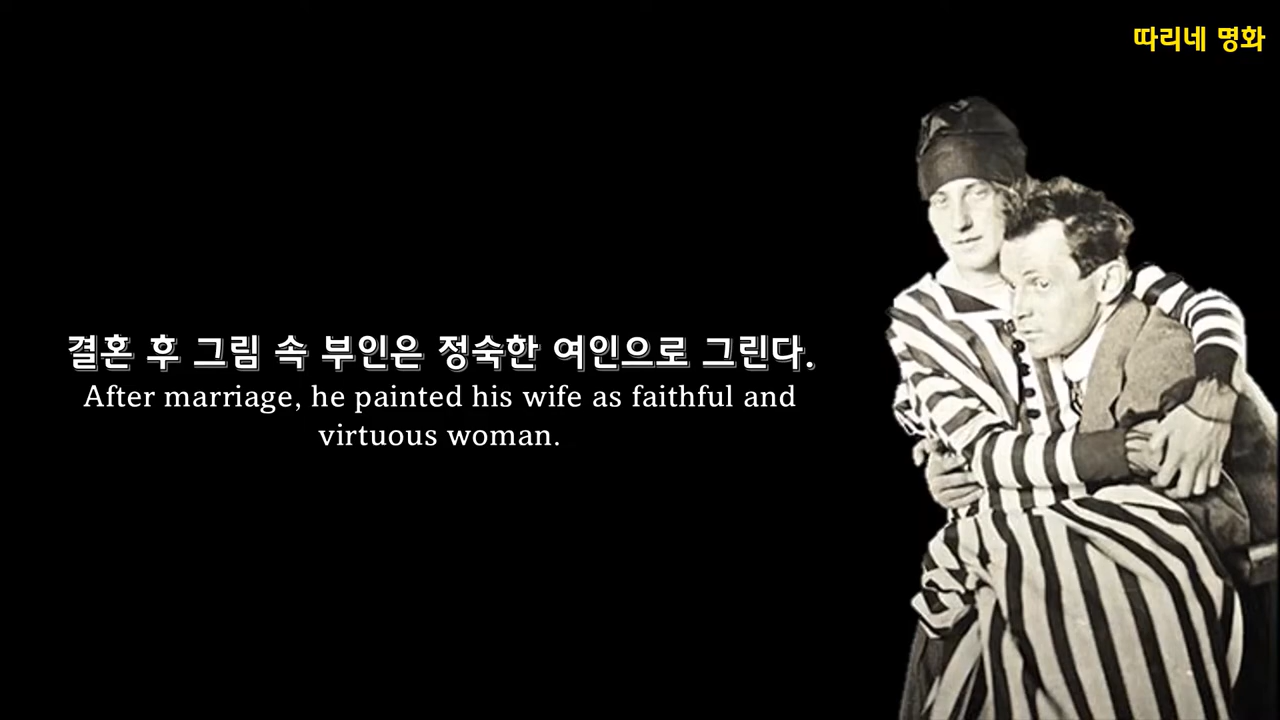 따리네 명화
결혼 후 그림 속 부인은 정숙한 여인으로 그린다.
After marriage, he painted his wife as faithful and
virtuous woman.